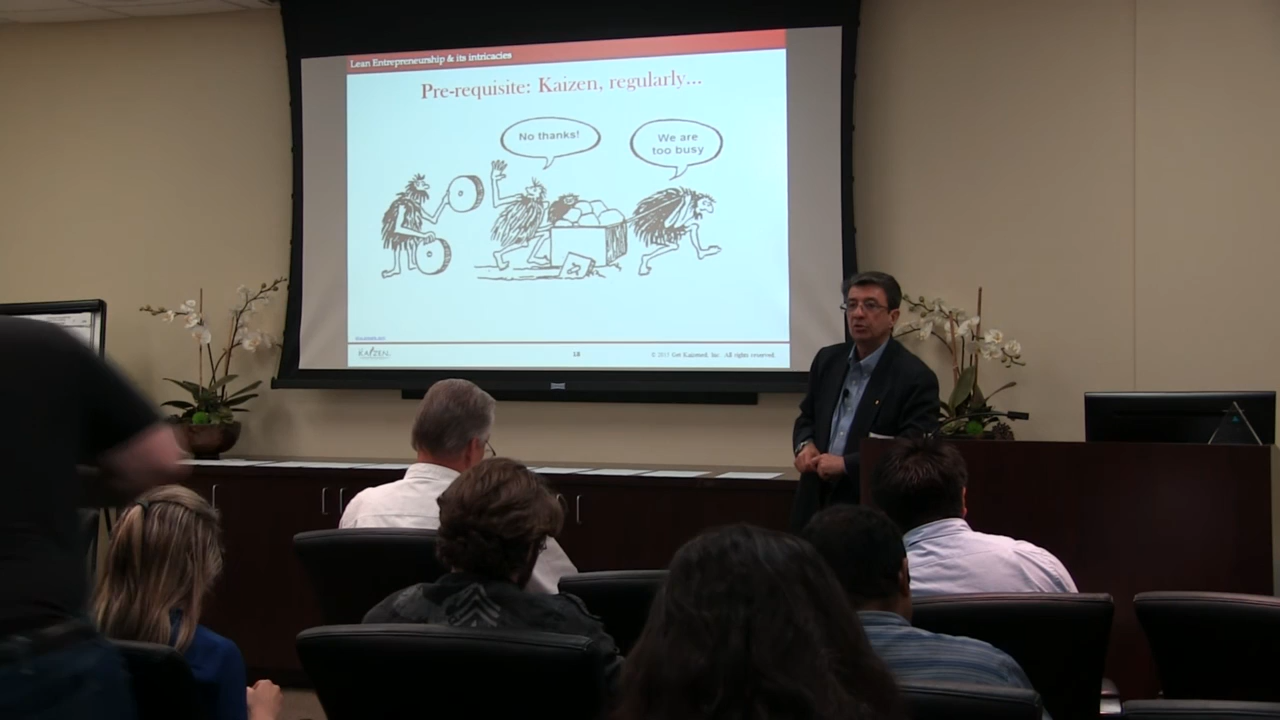 Lean Entrepreneurship & its intricacies
Pre-requisite: Kaizen, regularly...
No thanks!
We are
too busy
KAIZEN
18
© 2013 Get Kaizened, Inc. All rights reserved.